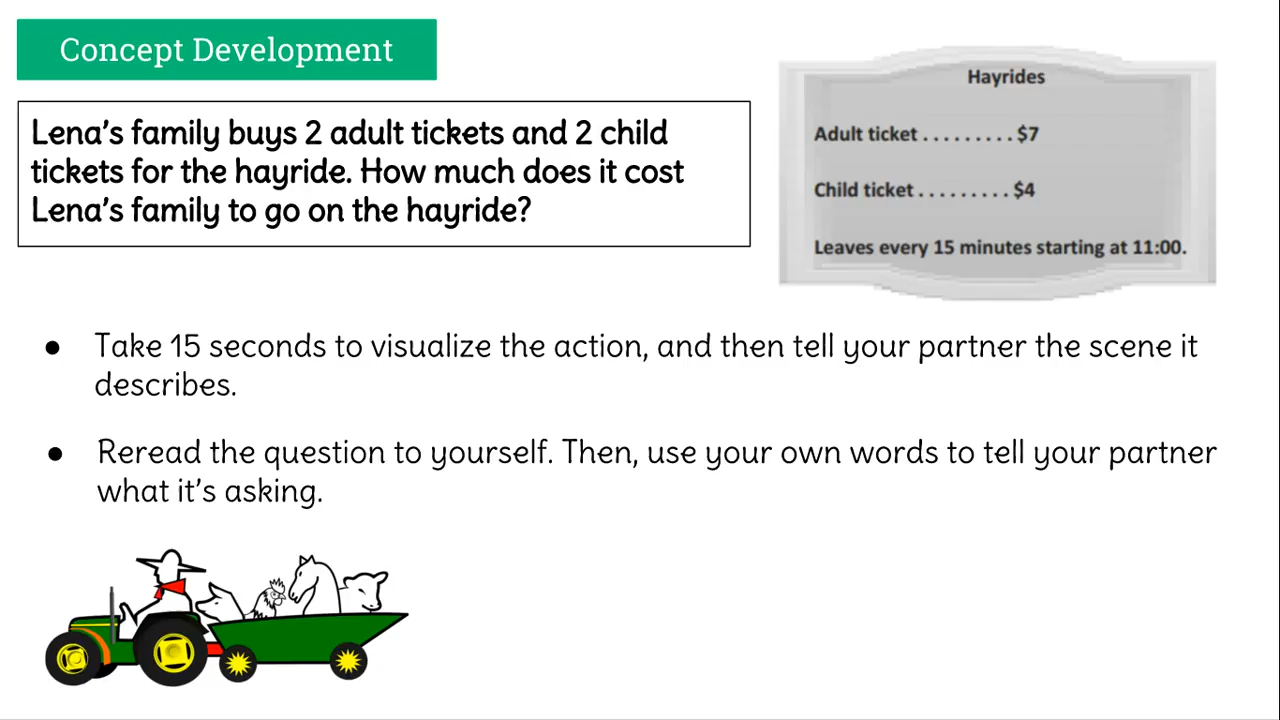 Concept Development
Lena's family buys 2 adult tickets and 2 child
tickets for the hayride. How much does it cost
Lena's family to go on the hayride?
Hayrides
Adult ticket . . . . . . . . . $7
Child ticket . . . . . . . . . $4
Leaves every 15 minutes starting at 11:00.
● Take 15 seconds to visualize the action, and then tell your partner the scene it
describes.
● Reread the question to yourself. Then, use your own words to tell your partner
what it's asking.